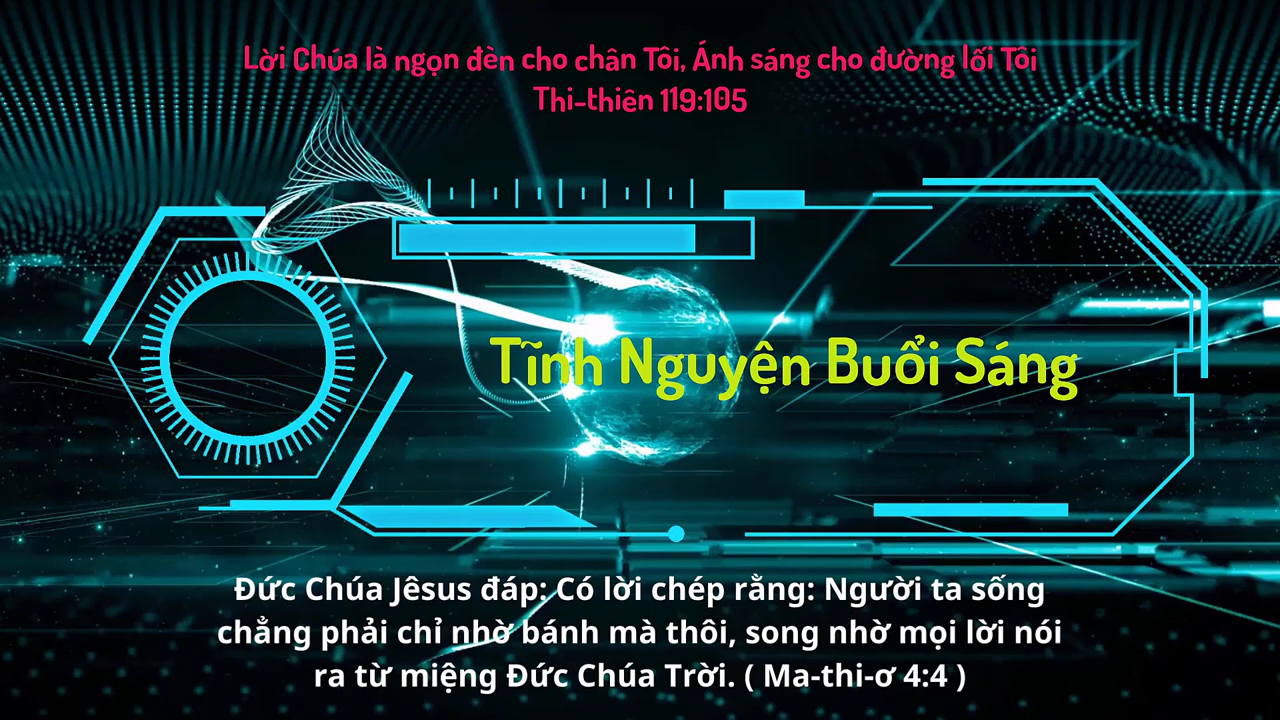 Lời Chúa là ngọn đèn cho chân Tôi, Ánh sáng cho đường lối Tôi
Thi-thiên 119:105
Tĩnh Nguyện Buổi Sáng
Đức Chúa Jêsus đáp: Có lời chép rằng: Người ta sống
chẳng phải chỉ nhờ bánh mà thôi, song nhờ mọi lời nói
ra từ miệng Đức Chúa Trời. ( Ma-thi-ơ 4:4 )